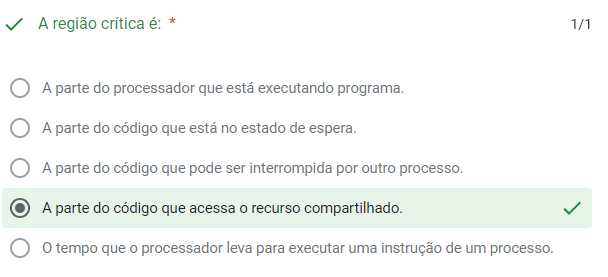 A região crítica é: *
1/1
A parte do processador que está executando programa.
A parte do código que está no estado de espera.
A parte do código que pode ser interrompida por outro processo.
A parte do código que acessa o recurso compartilhado.
O tempo que o processador leva para executar uma instrução de um processo.